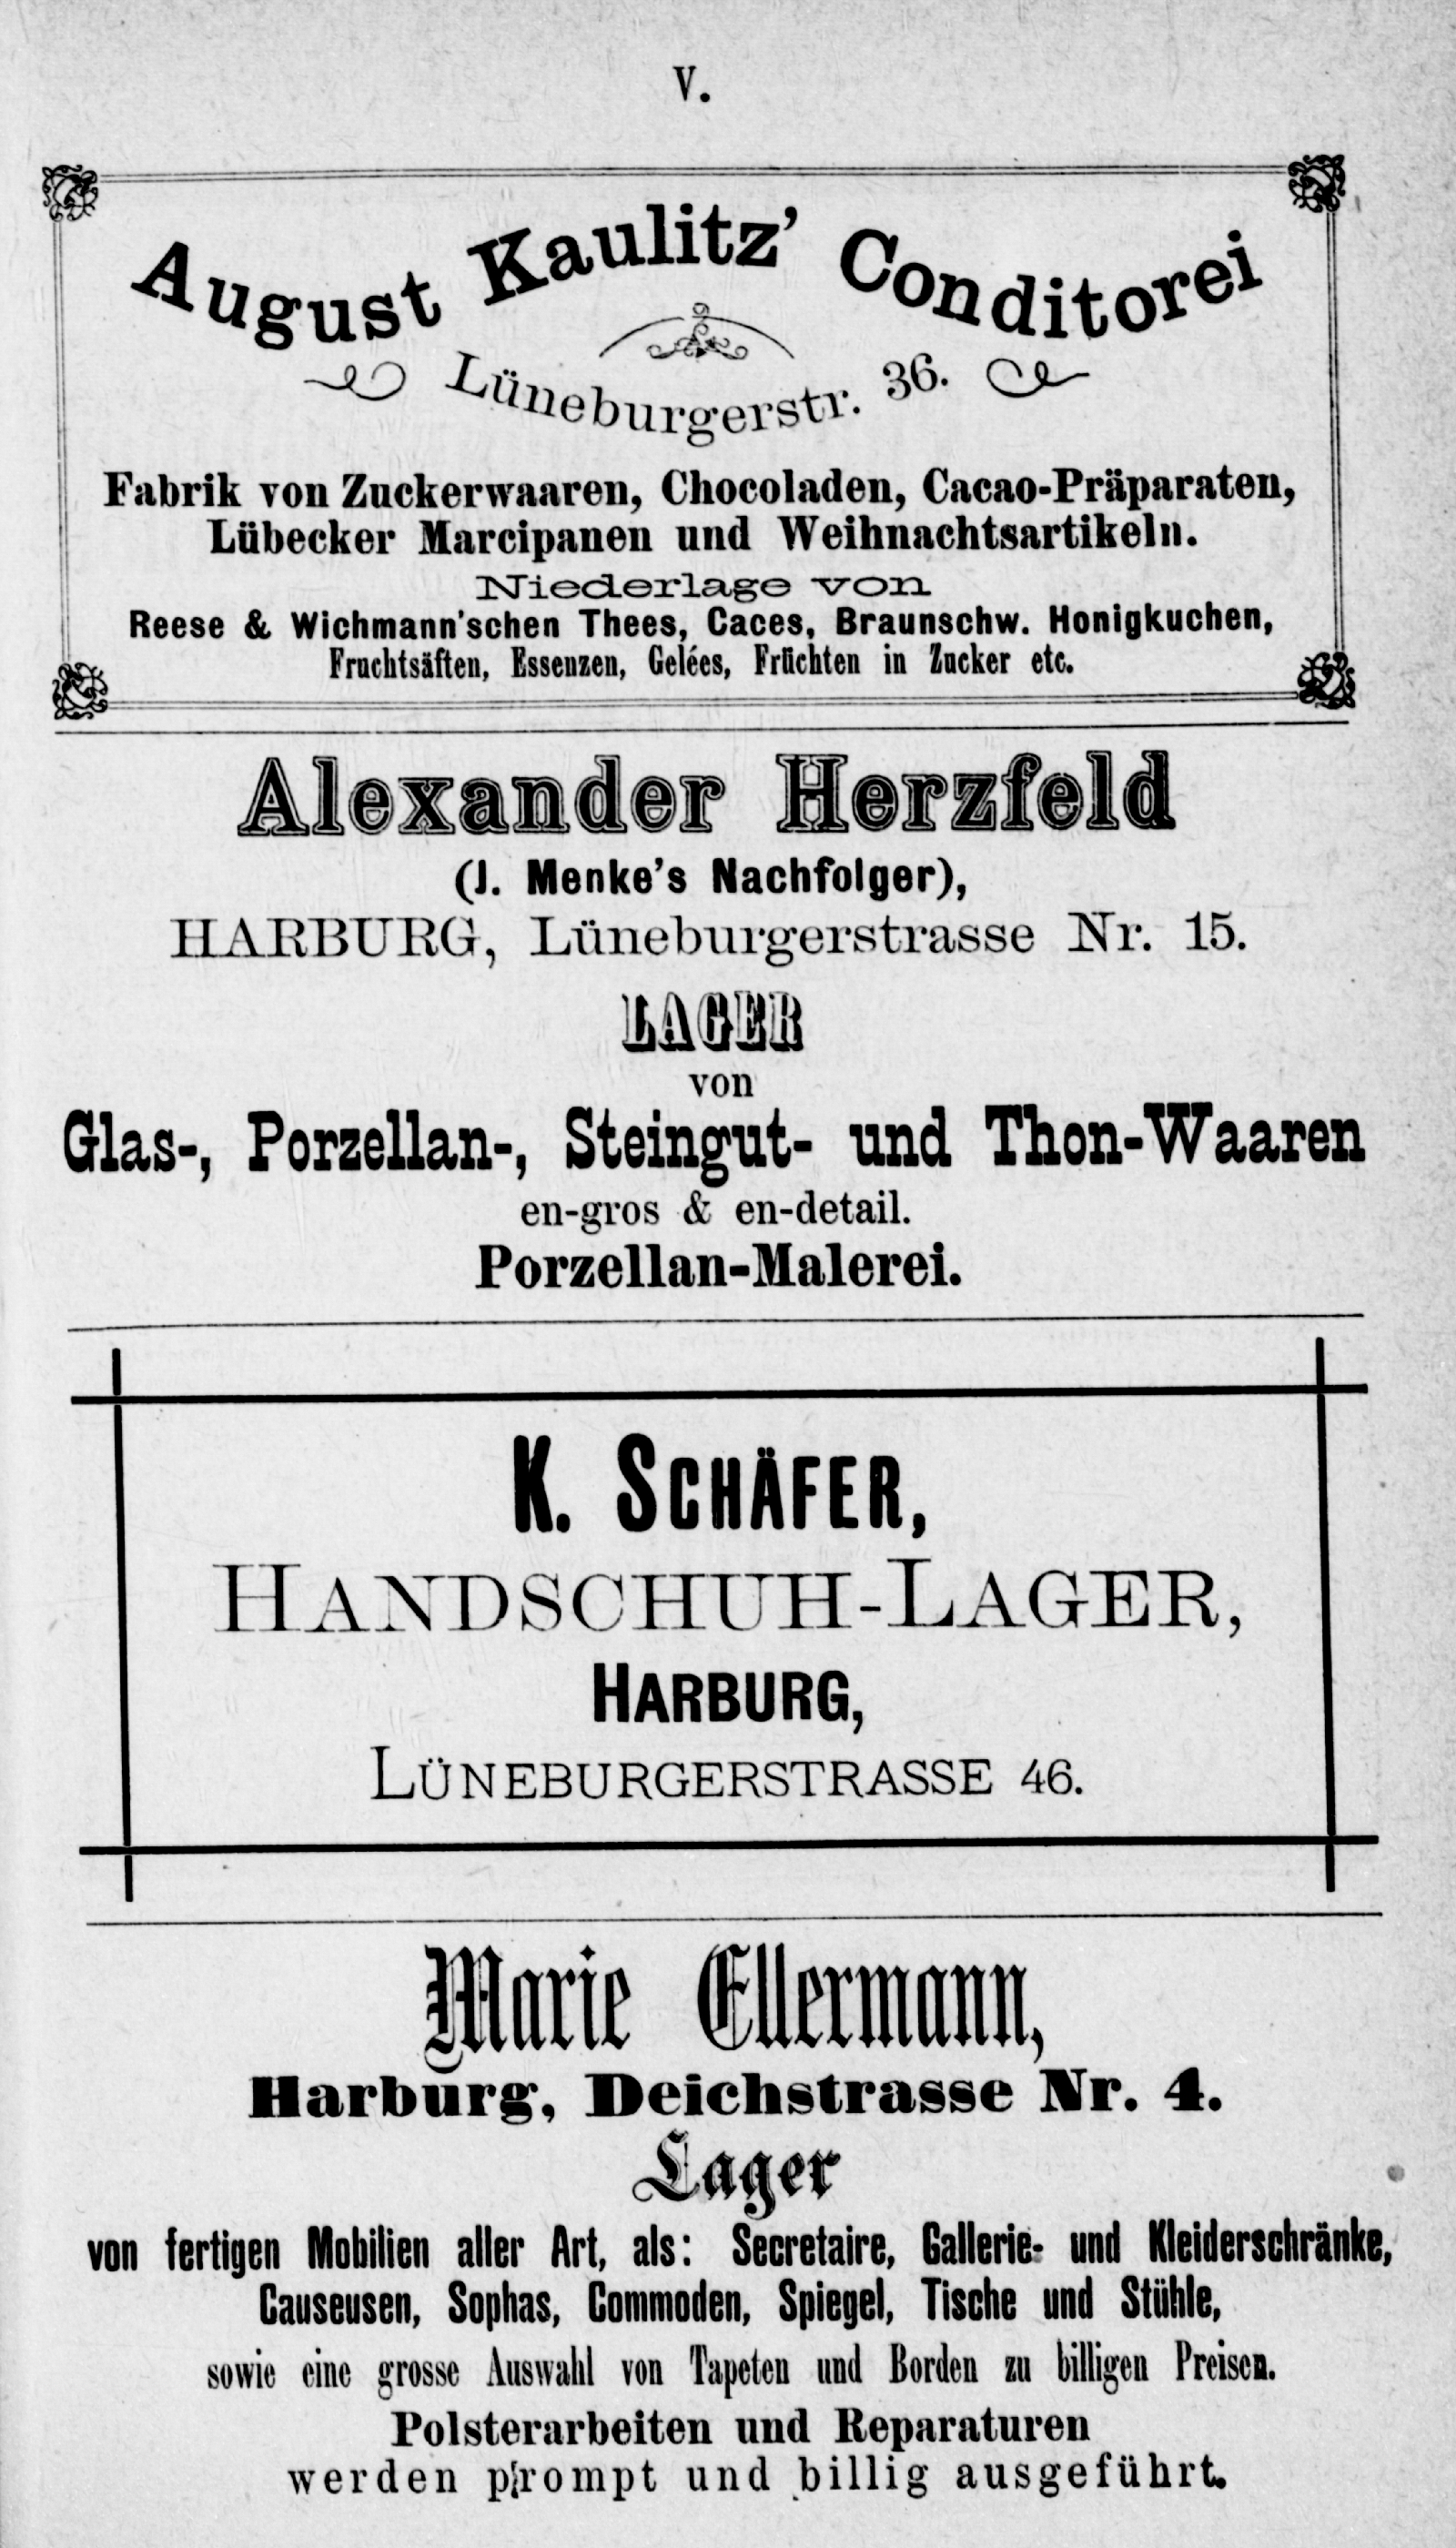 V.
August Kaulitz' Conditorei
Lüneburgerstr. 36.
Fabrik von Zuckerwaaren, Chocoladen, Cacao-Präparaten,
Lübecker Marcipanen und Weihnachtsartikeln.
Niederlage von
Reese & Wichmann'schen Thees, Caces, Braunschw. Honigkuchen,
Fruchtsäften, Essenzen, Gelées, Früchten in Zucker etc.
Alexander Herzfeld
(J. Menke's Nachfolger),
HARBURG, Lüneburgerstrasse Nr. 15.
LAGER
von
Glas-, Porzellan-, Steingut- und Thon-Waaren
en-gros & en-detail.
Porzellan-Malerei.
K. SCHÄFER,
HANDSCHUH-LAGER,
HARBURG,
LÜNEBURGERSTRASSE 46.
Marie Ellermann,
Harburg, Deichstrasse Nr. 4.
Lager
von fertigen Mobilien aller Art, als: Secretaire, Gallerie- und Kleiderschränke,
Causeusen, Sophas, Commoden, Spiegel, Tische und Stühle,
sowie eine grosse Auswahl von Tapeten und Borden zu billigen Preisen.
Polsterarbeiten und Reparaturen
werden prompt und billig ausgeführt.